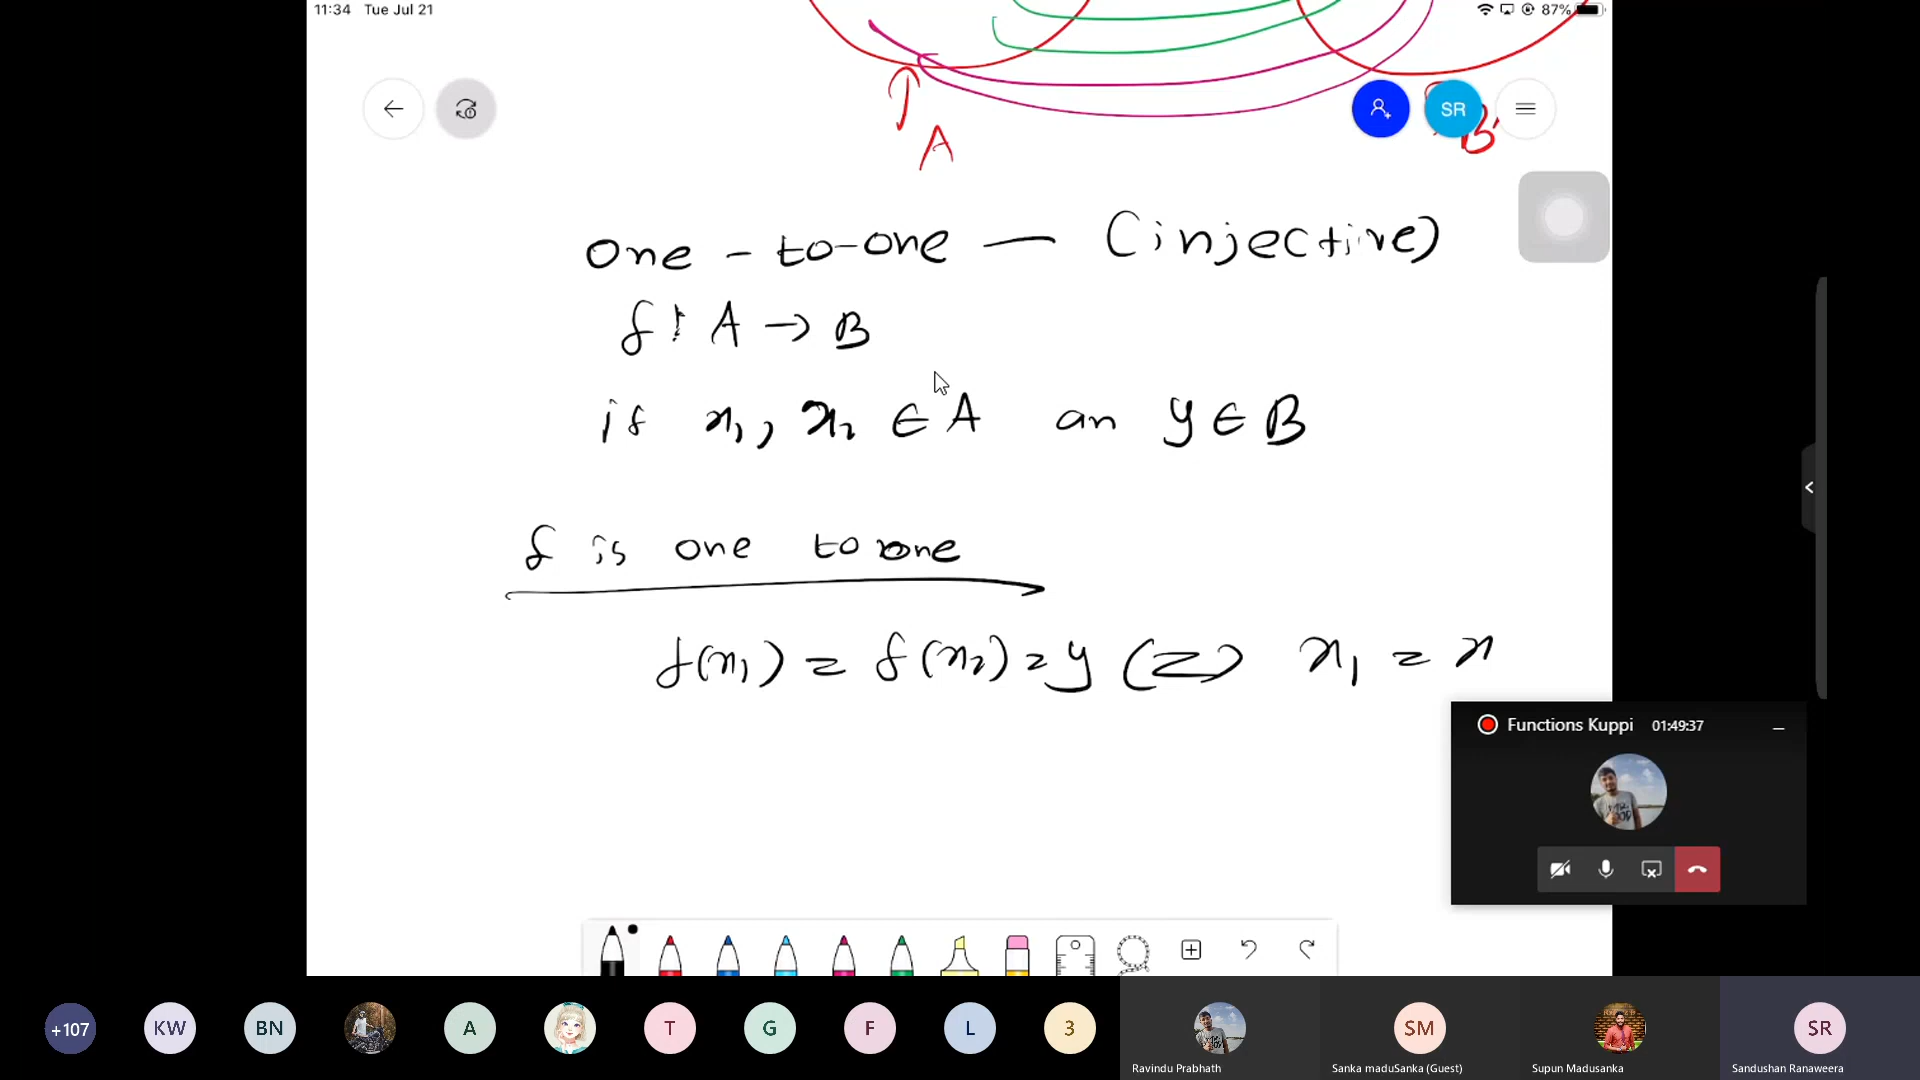 11:34 Tue Jul 21
87%
A
SR
B
one - to-one — (injective)
f: A → B
if x₁, x₂ ∈ A an y ∈ B
f is one to one
f(x₁) = f(x₂) = y ⟺ x₁ = x
Functions Kuppi 01:49:37
+107 KW BN A T G F L 3 SM SR
Ravindu Prabhath Sanka maduSanka (Guest) Supun Madusanka Sandushan Ranaweera